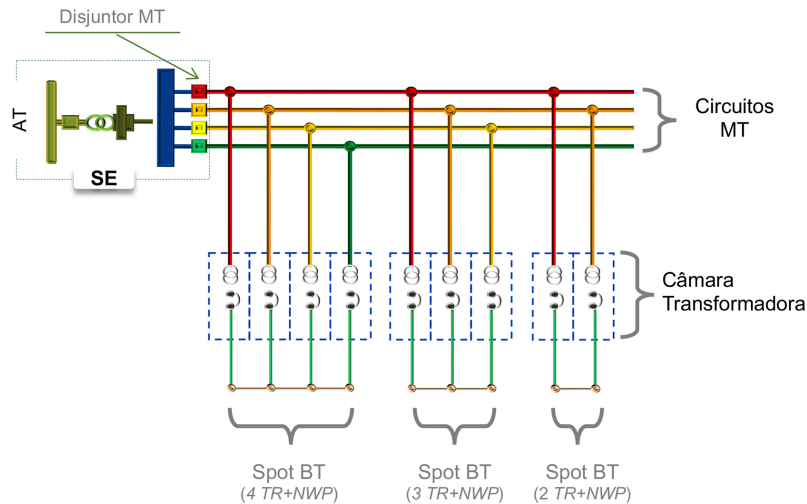 Disjuntor MT
AT
SE
Circuitos
MT
Câmara
Transformadora
Spot BT
(4 TR+NWP)
Spot BT
(3 TR+NWP)
Spot BT
(2 TR+NWP)